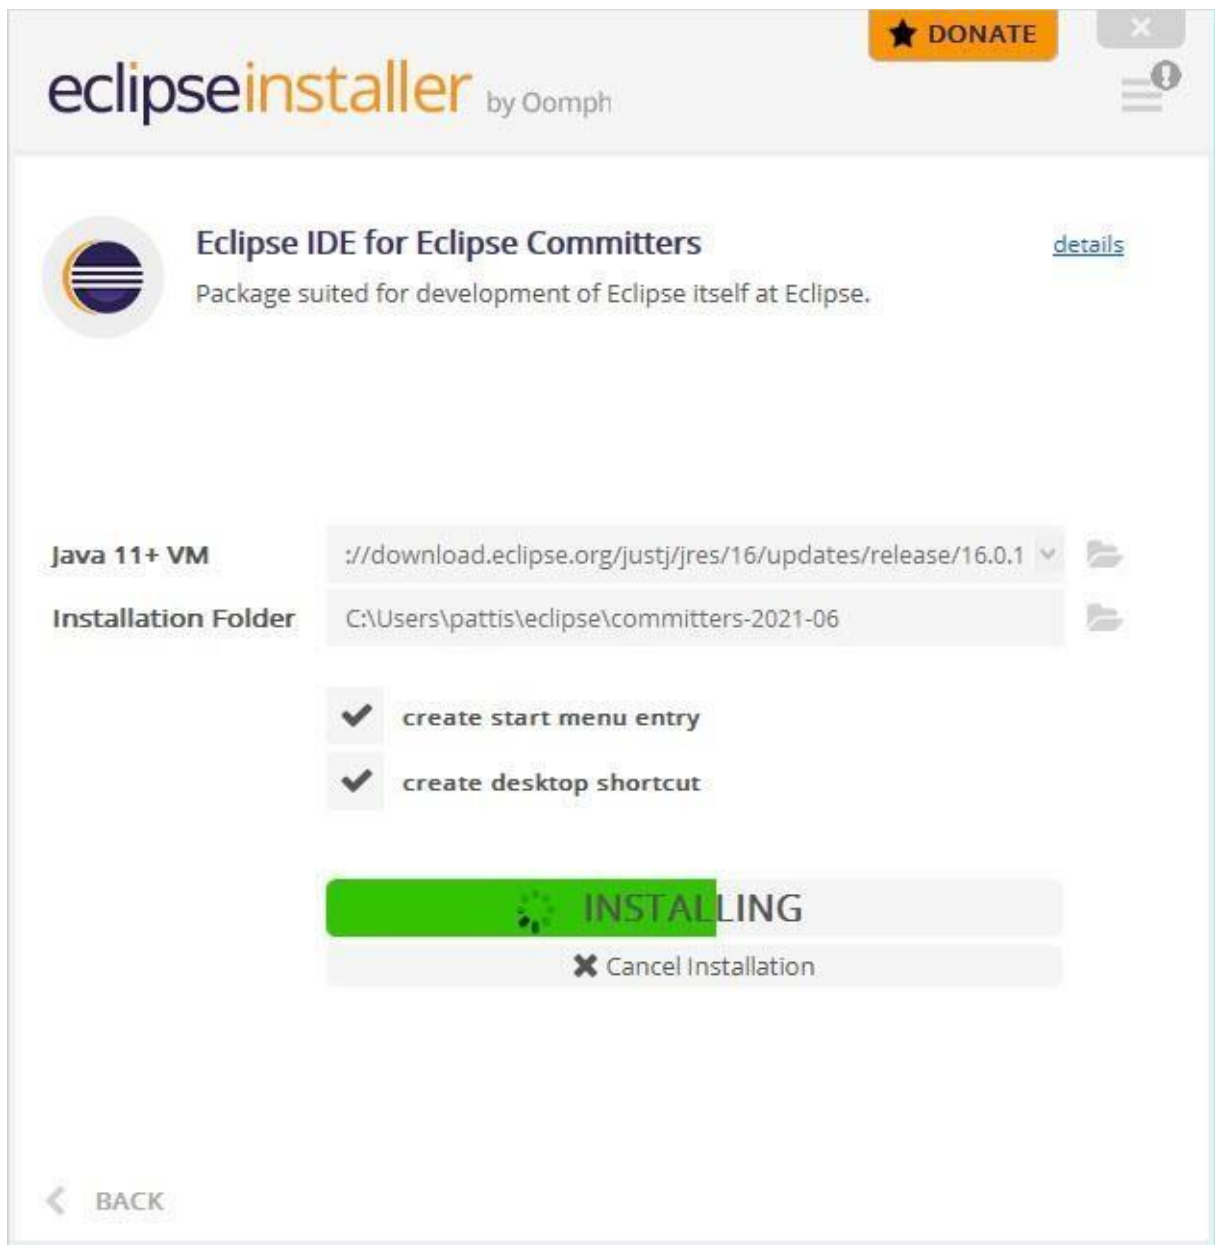 DONATE
eclipseinstaller by Oomph
Eclipse IDE for Eclipse Committers
details
Package suited for development of Eclipse itself at Eclipse.
Java 11+ VM
://download.eclipse.org/justj/jres/16/updates/release/16.0.1
Installation Folder
C:\Users\pattis\eclipse\committers-2021-06
create start menu entry
create desktop shortcut
INSTALLING
Cancel Installation
BACK